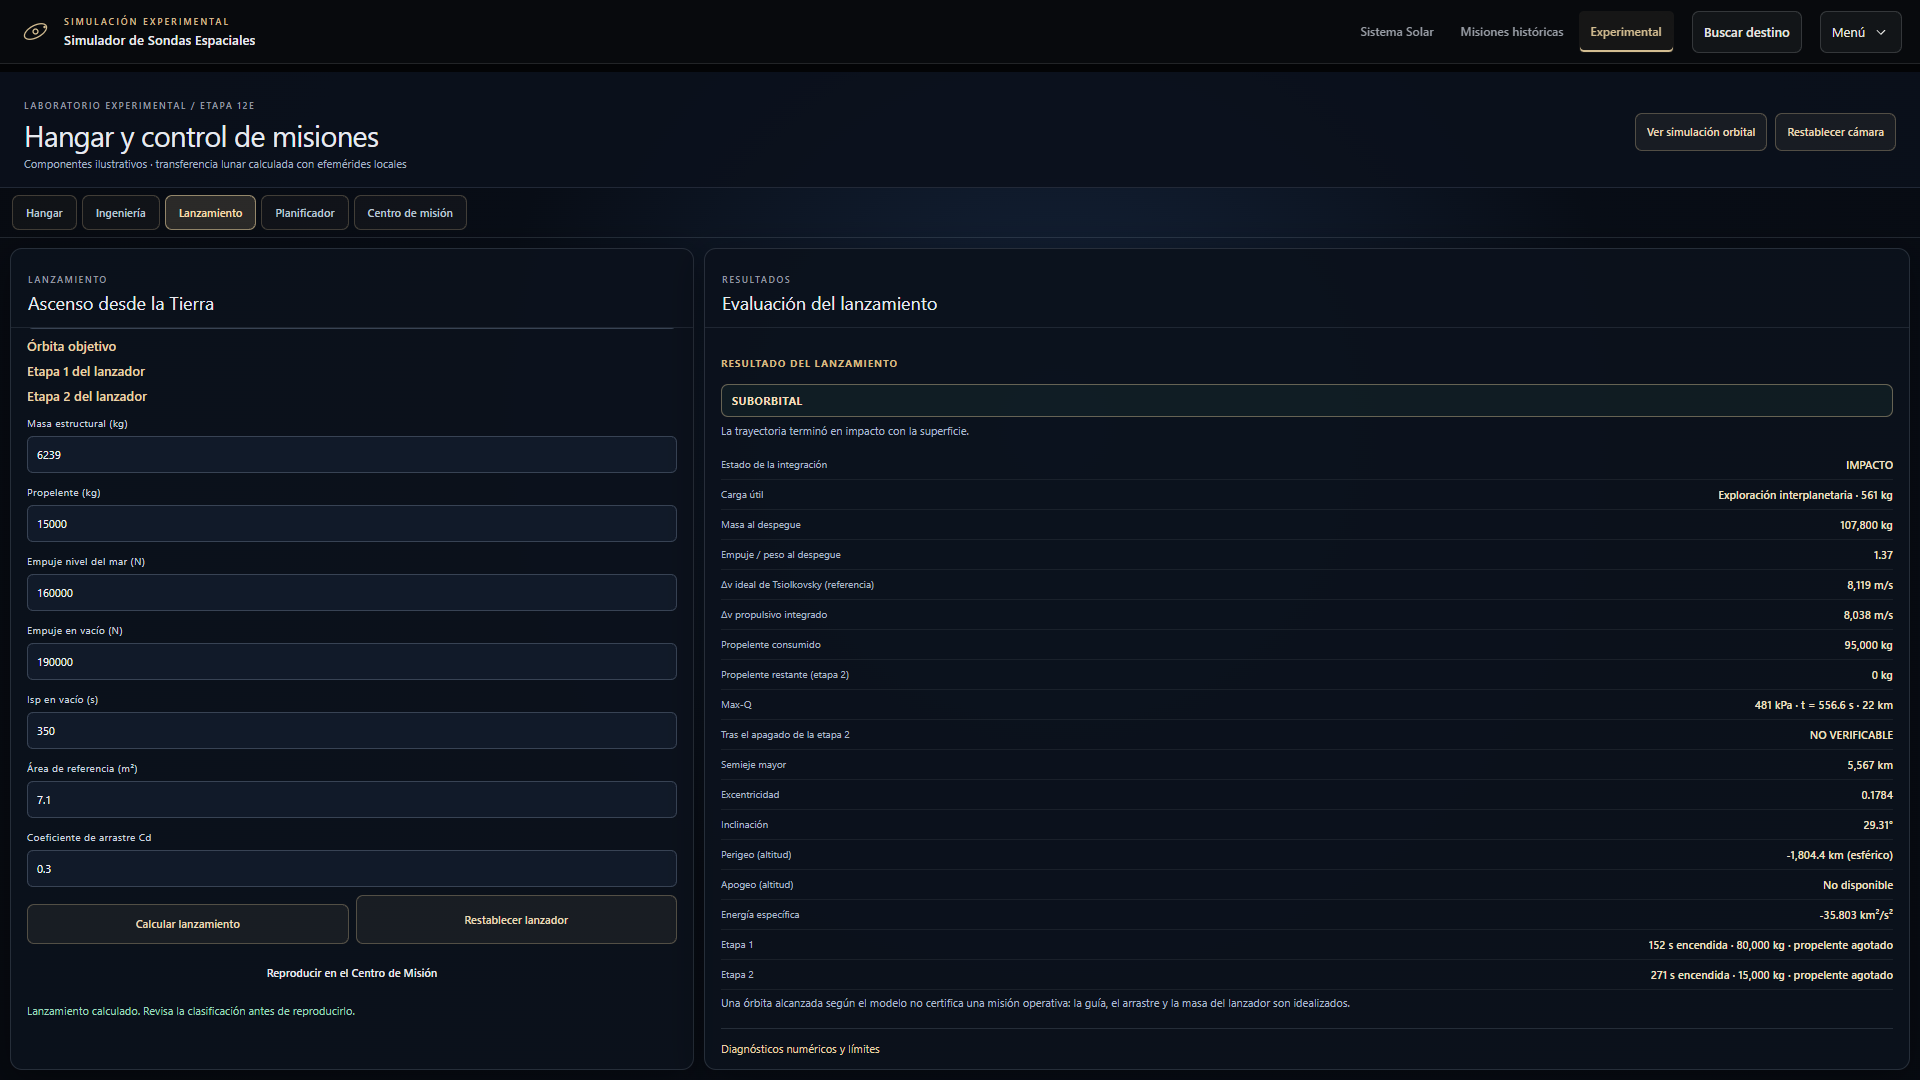 SIMULACIÓN EXPERIMENTAL
Simulador de Sondas Espaciales
Sistema Solar
Misiones históricas
Experimental
Buscar destino
Menú
LABORATORIO EXPERIMENTAL / ETAPA 12E
Hangar y control de misiones
Componentes ilustrativos · transferencia lunar calculada con efemérides locales
Ver simulación orbital
Restablecer cámara
Hangar
Ingeniería
Lanzamiento
Planificador
Centro de misión
LANZAMIENTO
Ascenso desde la Tierra
Órbita objetivo
Etapa 1 del lanzador
Etapa 2 del lanzador
Masa estructural (kg)
6239
Propelente (kg)
15000
Empuje nivel del mar (N)
160000
Empuje en vacío (N)
190000
Isp en vacío (s)
350
Área de referencia (m²)
7.1
Coeficiente de arrastre Cd
0.3
Calcular lanzamiento
Restablecer lanzador
Reproducir en el Centro de Misión
Lanzamiento calculado. Revisa la clasificación antes de reproducirlo.
RESULTADOS
Evaluación del lanzamiento
RESULTADO DEL LANZAMIENTO
SUBORBITAL
La trayectoria terminó en impacto con la superficie.
Estado de la integración IMPACTO
Carga útil Exploración interplanetaria · 561 kg
Masa al despegue 107,800 kg
Empuje / peso al despegue 1.37
Δv ideal de Tsiolkovsky (referencia) 8,119 m/s
Δv propulsivo integrado 8,038 m/s
Propelente consumido 95,000 kg
Propelente restante (etapa 2) 0 kg
Max-Q 481 kPa · t = 556.6 s · 22 km
Tras el apagado de la etapa 2 NO VERIFICABLE
Semieje mayor 5,567 km
Excentricidad 0.1784
Inclinación 29.31°
Perigeo (altitud) -1,804.4 km (esférico)
Apogeo (altitud) No disponible
Energía específica -35.803 km²/s²
Etapa 1 152 s encendida · 80,000 kg · propelente agotado
Etapa 2 271 s encendida · 15,000 kg · propelente agotado
Una órbita alcanzada según el modelo no certifica una misión operativa: la guía, el arrastre y la masa del lanzador son idealizados.
Diagnósticos numéricos y límites